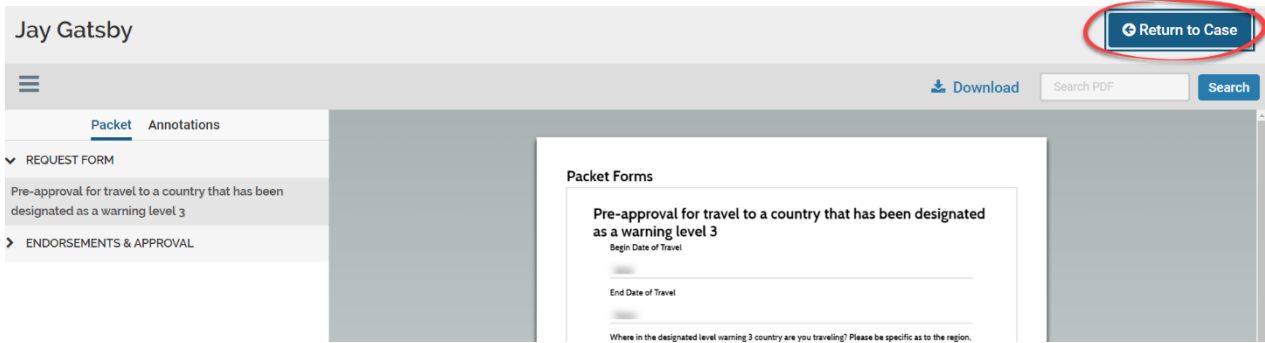 Jay Gatsby
Return to Case
Download
Search PDF
Search
Packet Annotations
REQUEST FORM
Pre-approval for travel to a country that has been
designated as a warning level 3
ENDORSEMENTS & APPROVAL
Packet Forms
Pre-approval for travel to a country that has been designated
as a warning level 3
Begin Date of Travel
End Date of Travel
Where in the designated level warning 3 country are you traveling? Please be specific as to the region,